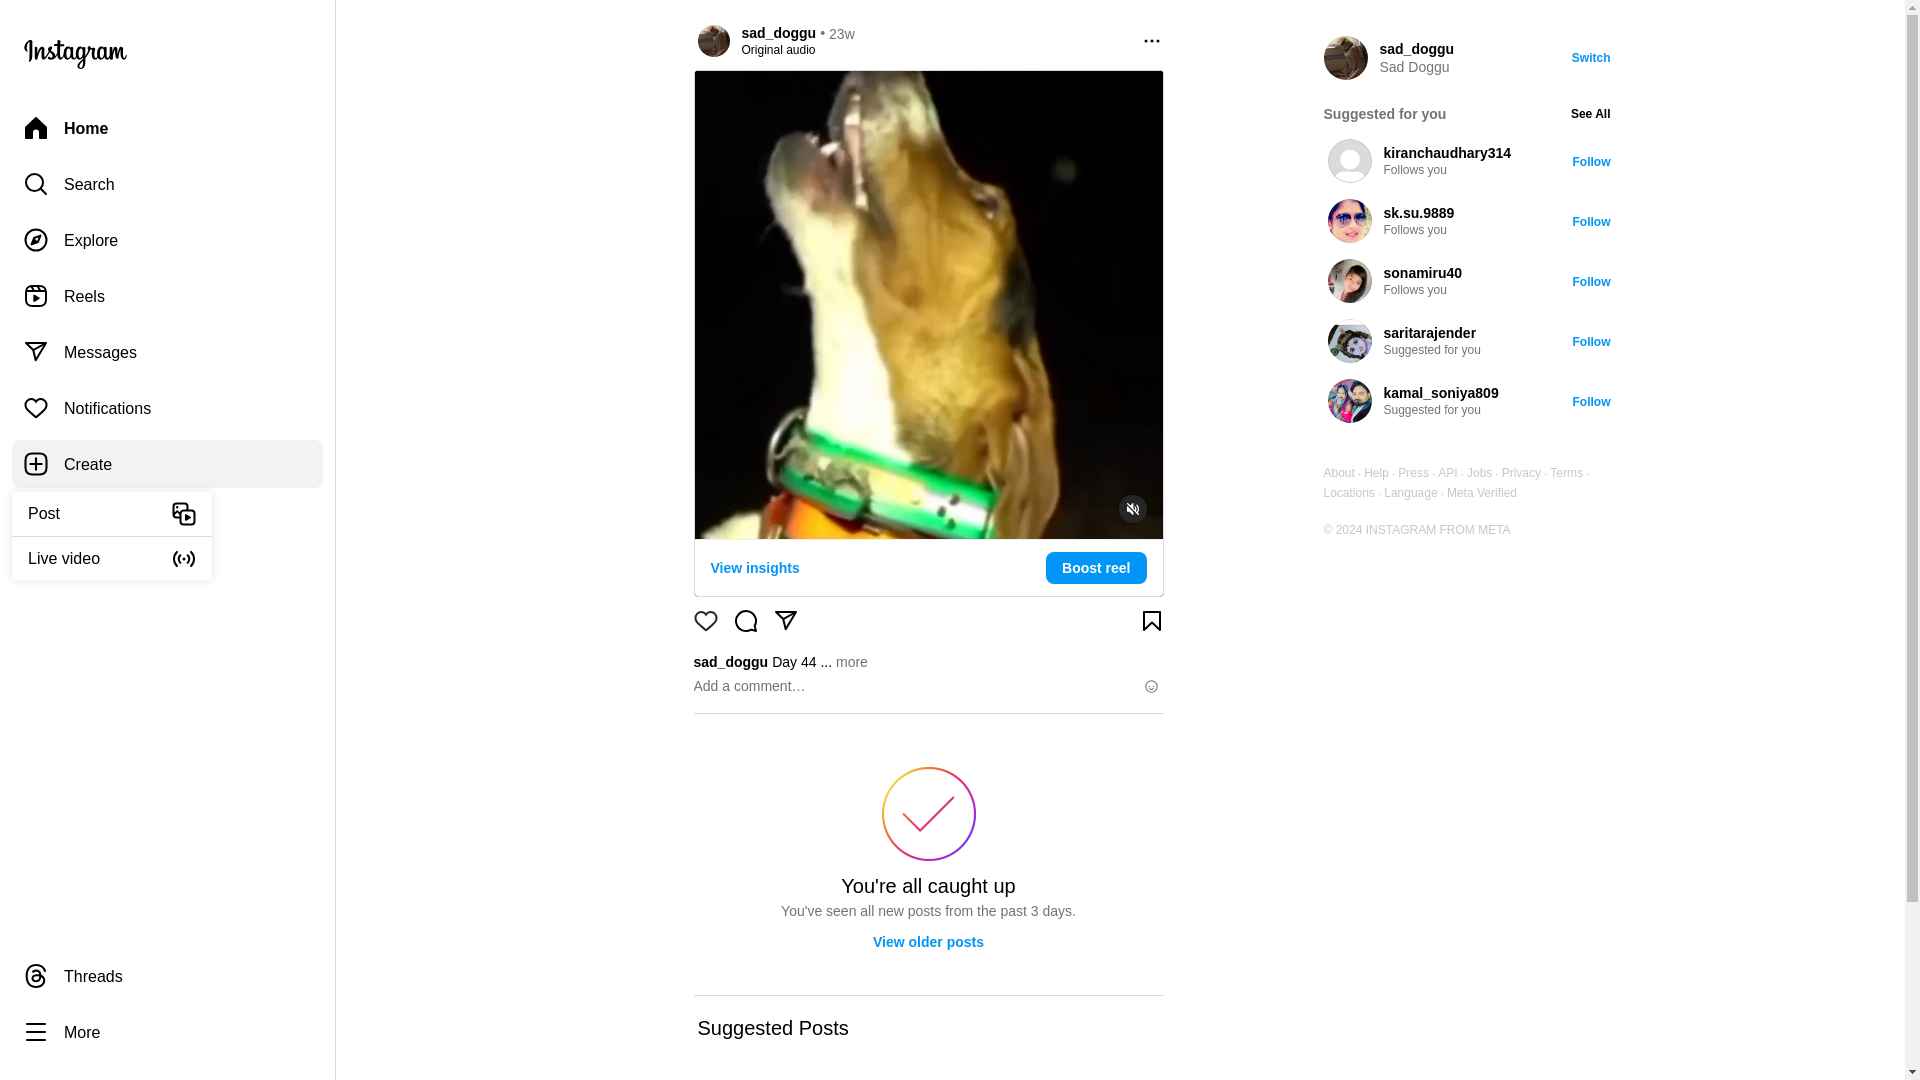 Instagram
Home
Search
Explore
Reels
Messages
Notifications
Create
Post
Live video
Threads
More
sad_doggu • 23w
Original audio
View insights
Boost reel
sad_doggu Day 44 ... more
Add a comment…
You're all caught up
You've seen all new posts from the past 3 days.
View older posts
Suggested Posts
sad_doggu
Sad Doggu
Switch
Suggested for you
See All
kiranchaudhary314
Follows you
Follow
sk.su.9889
Follows you
Follow
sonamiru40
Follows you
Follow
saritarajender
Suggested for you
Follow
kamal_soniya809
Suggested for you
Follow
About · Help · Press · API · Jobs · Privacy · Terms ·
Locations · Language · Meta Verified
© 2024 INSTAGRAM FROM META